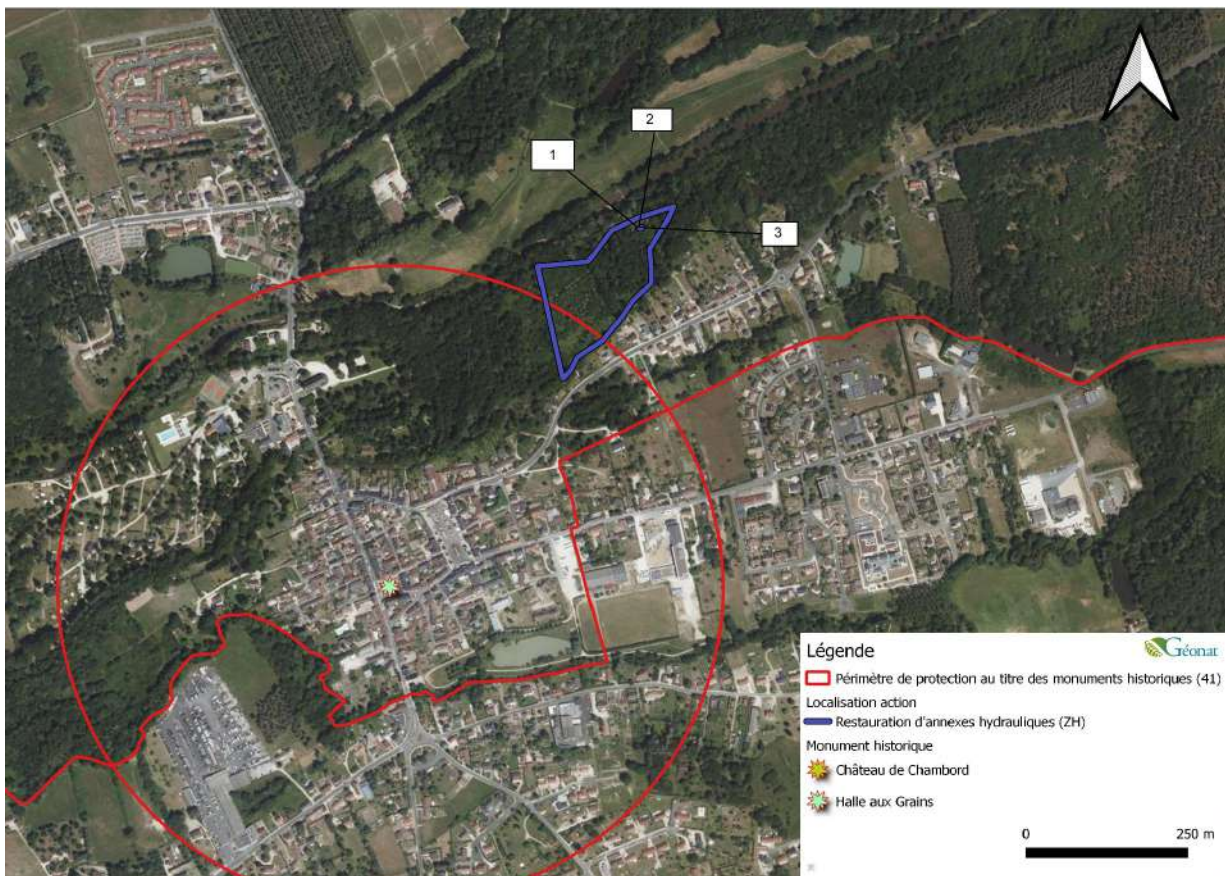 2
1
3
Légende
Géonat
Périmètre de protection au titre des monuments historiques (41)
Localisation action
Restauration d'annexes hydrauliques (ZH)
Monument historique
Château de Chambord
Halle aux Grains
0 250 m